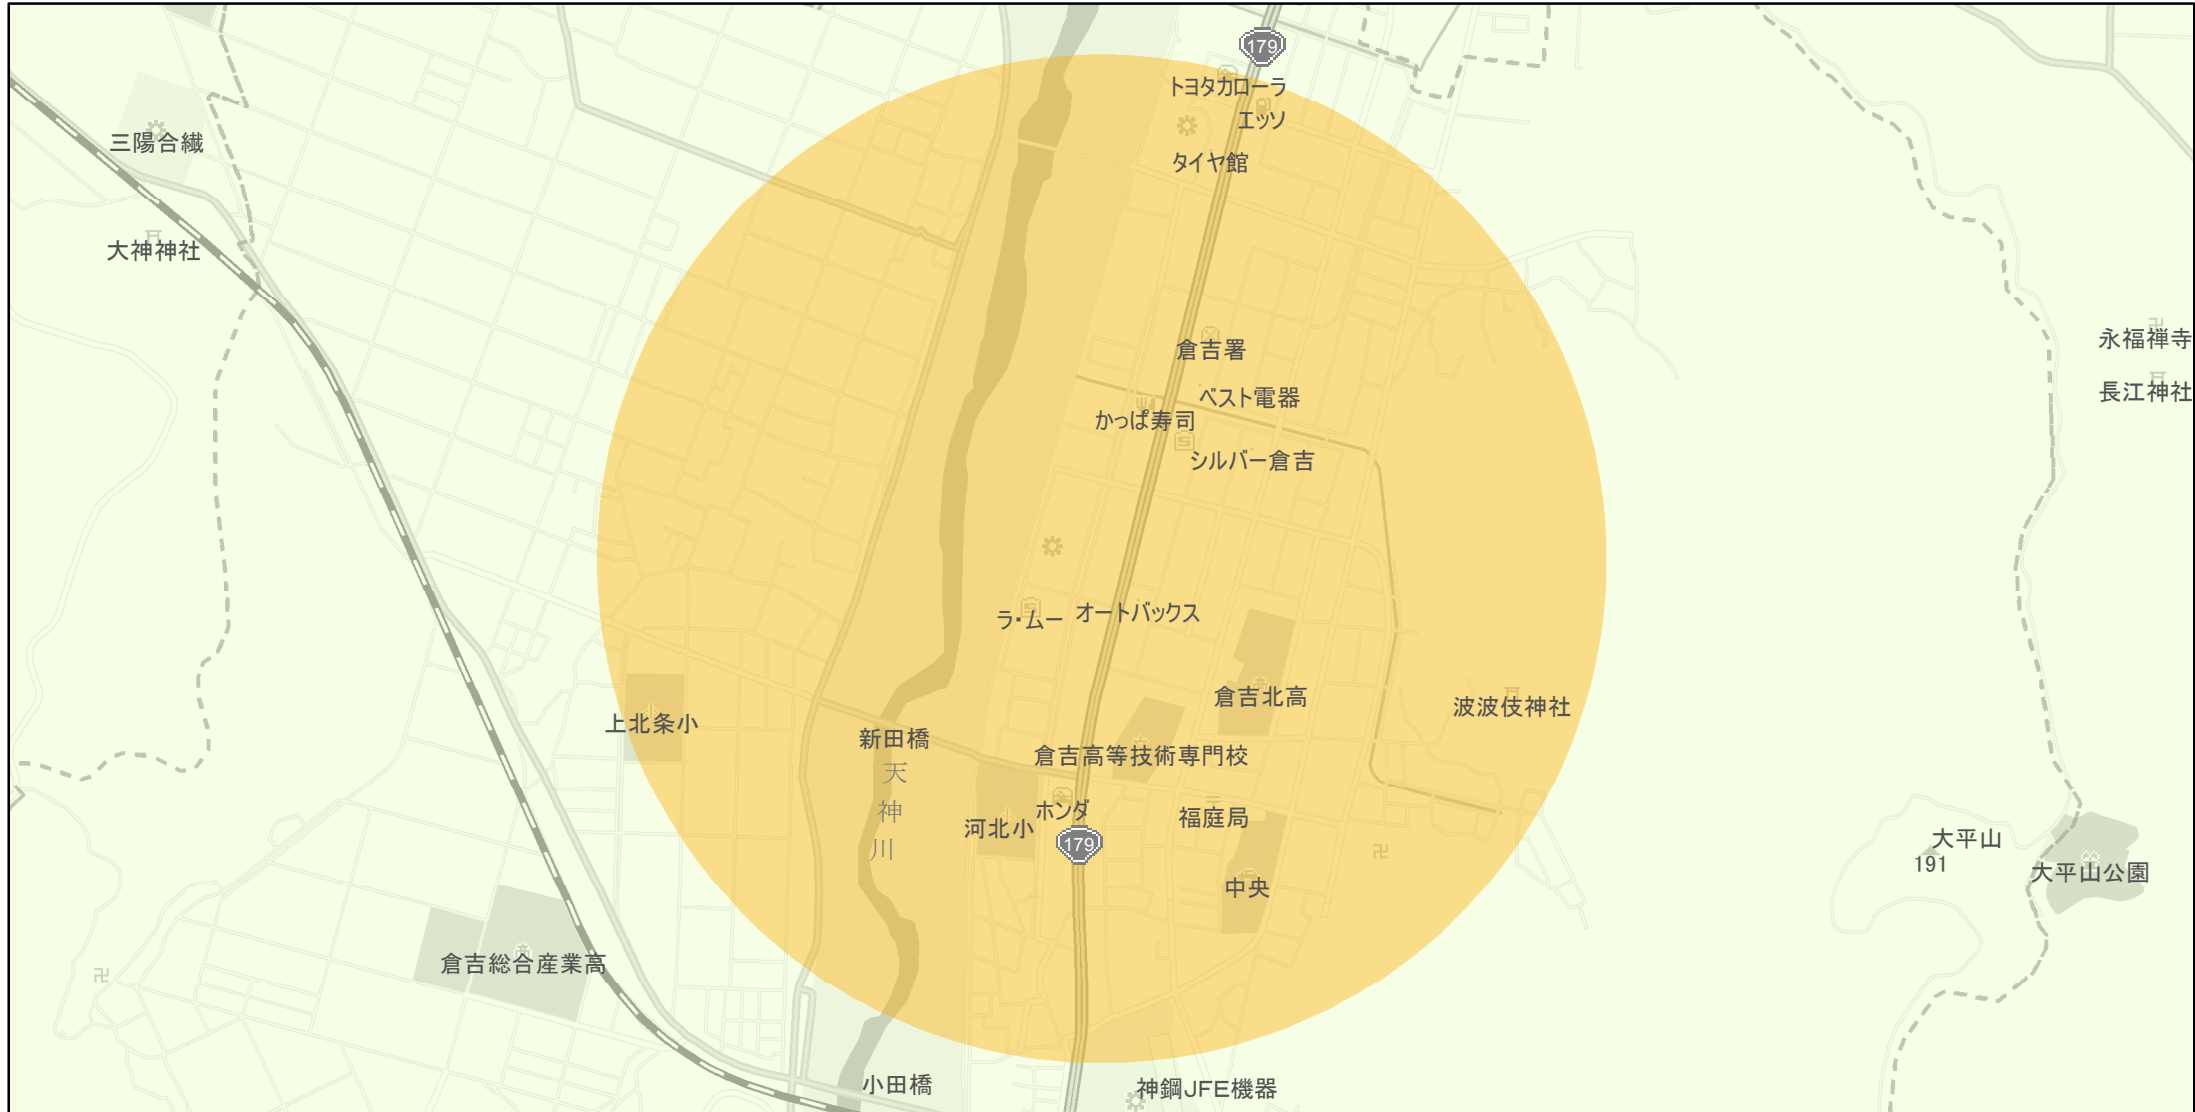 179
トヨタカローラ
エッソ
タイヤ館
三陽合繊
大神神社
永福禅寺
倉吉署
長江神社
ベスト電器
かっぱ寿司
シルバー倉吉
ラ・ムー
オートバックス
倉吉北高
波波伎神社
上北条小
新田橋
倉吉高等技術専門校
天神川
ホンダ
福庭局
河北小
179
大平山
191
大平山公園
中央
倉吉総合産業高
小田橋
神鋼JFE機器